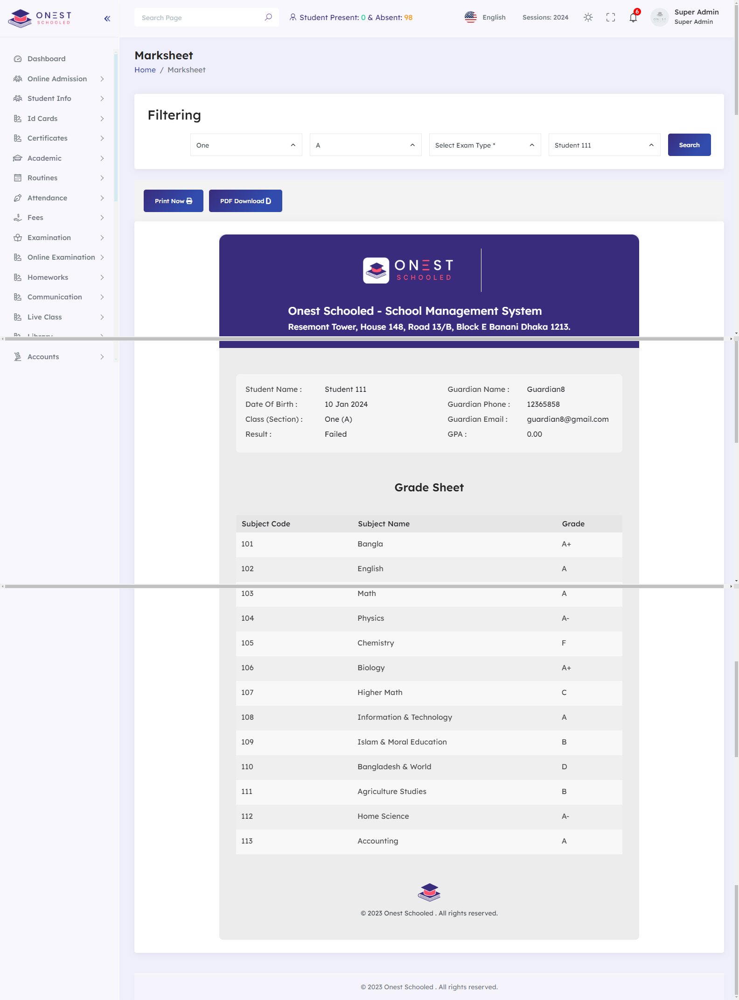 ONEST
SCHOOLED
Search Page
Student Present: 0 & Absent: 98
English
Sessions: 2024
6
Super Admin
Super Admin
Dashboard
Online Admission
Student Info
Id Cards
Certificates
Academic
Routines
Attendance
Fees
Examination
Online Examination
Homeworks
Communication
Live Class
Library
Accounts
Marksheet
Home / Marksheet
Filtering
One
A
Select Exam Type *
Student 111
Search
Print Now
PDF Download
ONEST
SCHOOLED
Onest Schooled - School Management System
Resemont Tower, House 148, Road 13/B, Block E Banani Dhaka 1213.
Student Name : Student 111 Guardian Name : Guardian8
Date Of Birth : 10 Jan 2024 Guardian Phone : 12365858
Class (Section) : One (A) Guardian Email : guardian8@gmail.com
Result : Failed GPA : 0.00
Grade Sheet
Subject Code Subject Name Grade
101 Bangla A+
102 English A
103 Math A
104 Physics A-
105 Chemistry F
106 Biology A+
107 Higher Math C
108 Information & Technology A
109 Islam & Moral Education B
110 Bangladesh & World D
111 Agriculture Studies B
112 Home Science A-
113 Accounting A
© 2023 Onest Schooled . All rights reserved.
© 2023 Onest Schooled . All rights reserved.